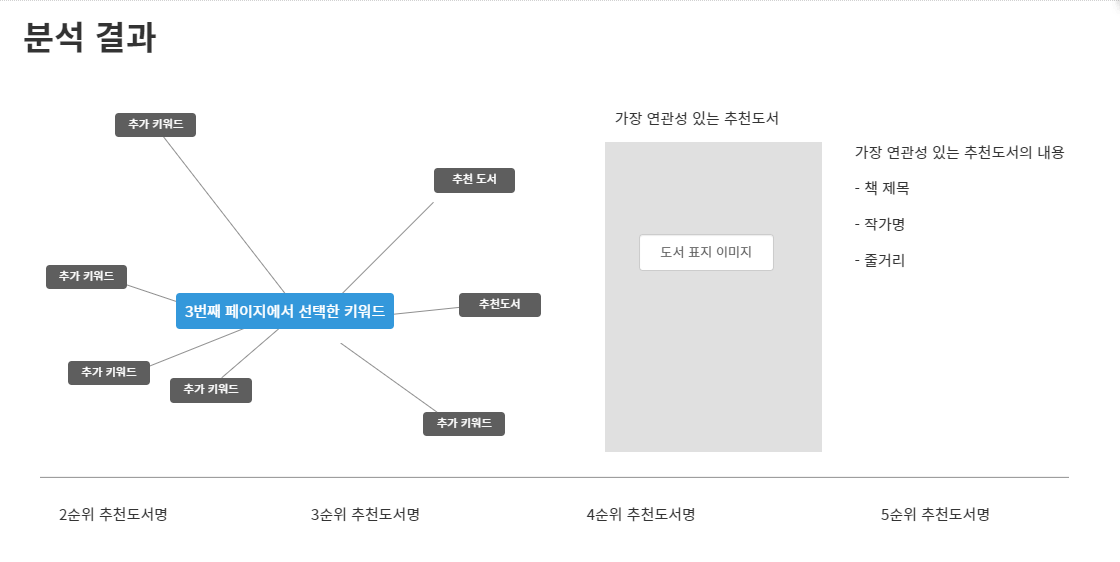 분석 결과
추가 키워드
추천 도서
추가 키워드
3번째 페이지에서 선택한 키워드
추천도서
추가 키워드
추가 키워드
추가 키워드
가장 연관성 있는 추천도서
도서 표지 이미지
가장 연관성 있는 추천도서의 내용
- 책 제목
- 작가명
- 줄거리
2순위 추천도서명
3순위 추천도서명
4순위 추천도서명
5순위 추천도서명